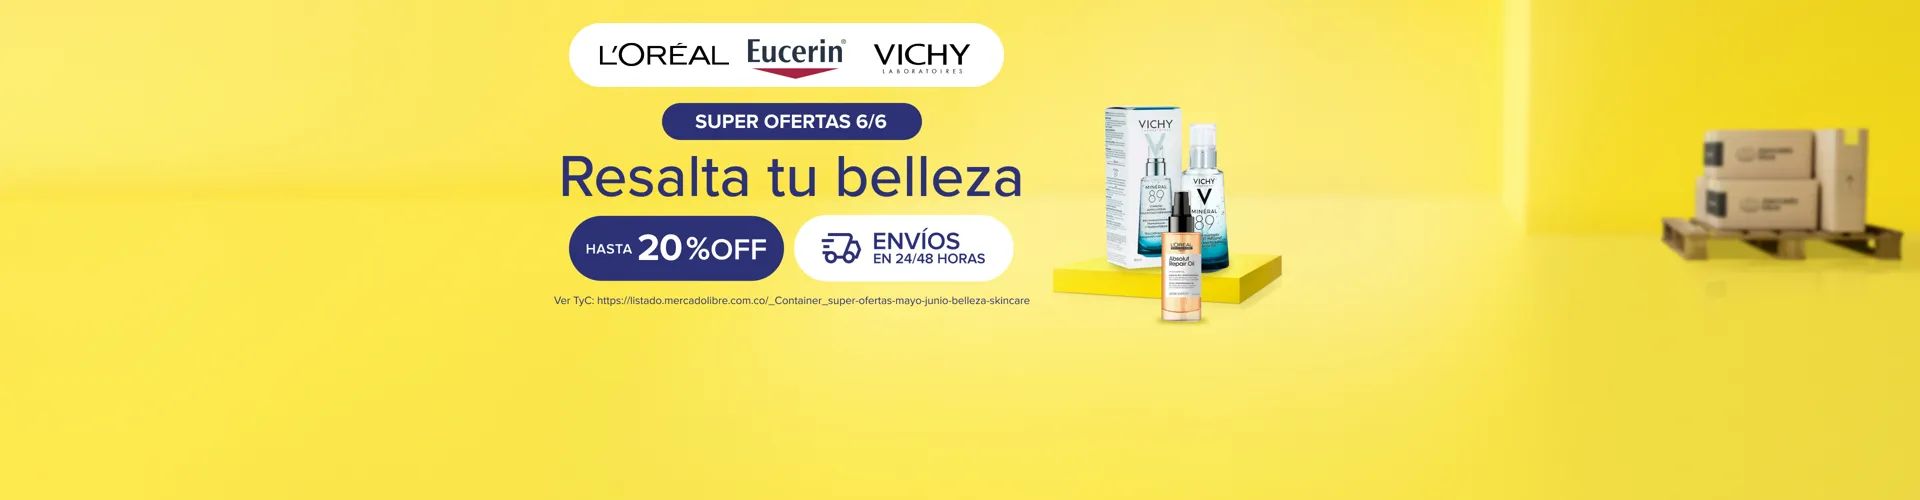 L'ORÉAL Eucerin® VICHY
LABORATOIRES
SUPER OFERTAS 6/6
Resalta tu belleza
HASTA 20%OFF
ENVÍOS
EN 24/48 HORAS
Ver TyC: https://listado.mercadolibre.com.co/_Container_super-ofertas-mayo-junio-belleza-skincare
VICHY
MINÉRAL
89
VICHY
MINÉRAL
89
L'ORÉAL
Absolut
Repair Oil